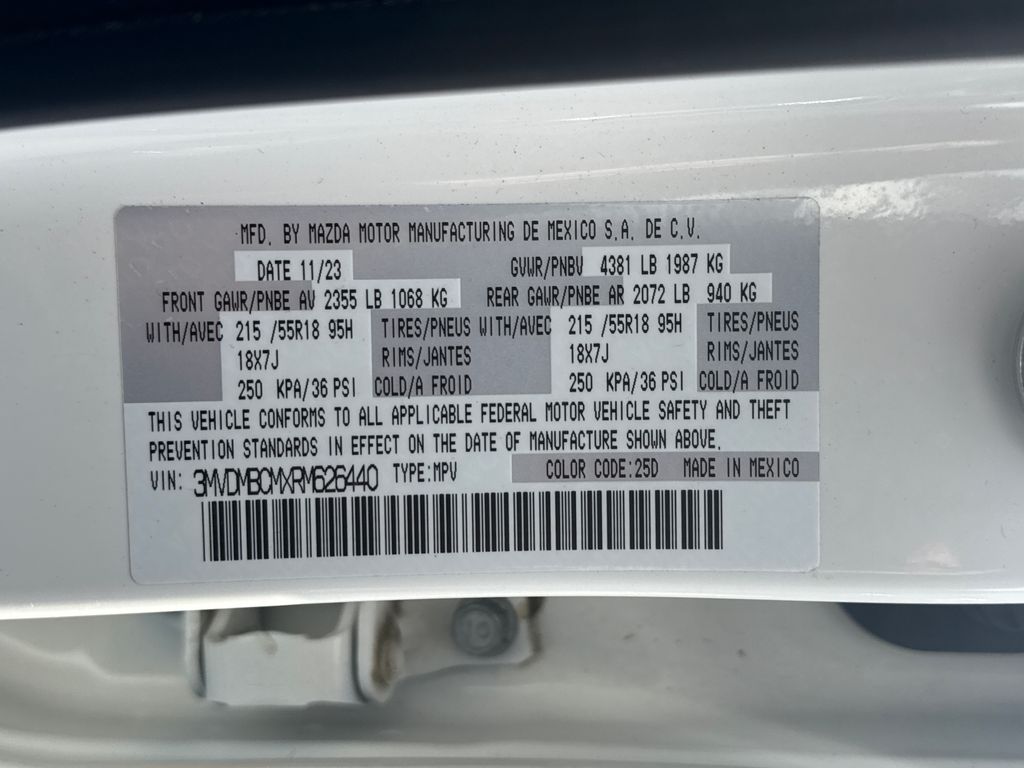 MFD. BY MAZDA MOTOR MANUFACTURING DE MEXICO S.A. DE C.V.
DATE 11/23 GVWR/PNBV 4381 LB 1987 KG
FRONT GAWR/PNBE AV 2355 LB 1068 KG REAR GAWR/PNBE AR 2072 LB 940 KG
WITH/AVEC 215 /55R18 95H TIRES/PNEUS WITH/AVEC 215 /55R18 95H TIRES/PNEUS
18X7J RIMS/JANTES 18X7J RIMS/JANTES
250 KPA/36 PSI COLD/A FROID 250 KPA/36 PSI COLD/A FROID
THIS VEHICLE CONFORMS TO ALL APPLICABLE FEDERAL MOTOR VEHICLE SAFETY AND THEFT
PREVENTION STANDARDS IN EFFECT ON THE DATE OF MANUFACTURE SHOWN ABOVE.
VIN: 3MVDMBCMXRM626440 TYPE:MPV COLOR CODE:25D MADE IN MEXICO